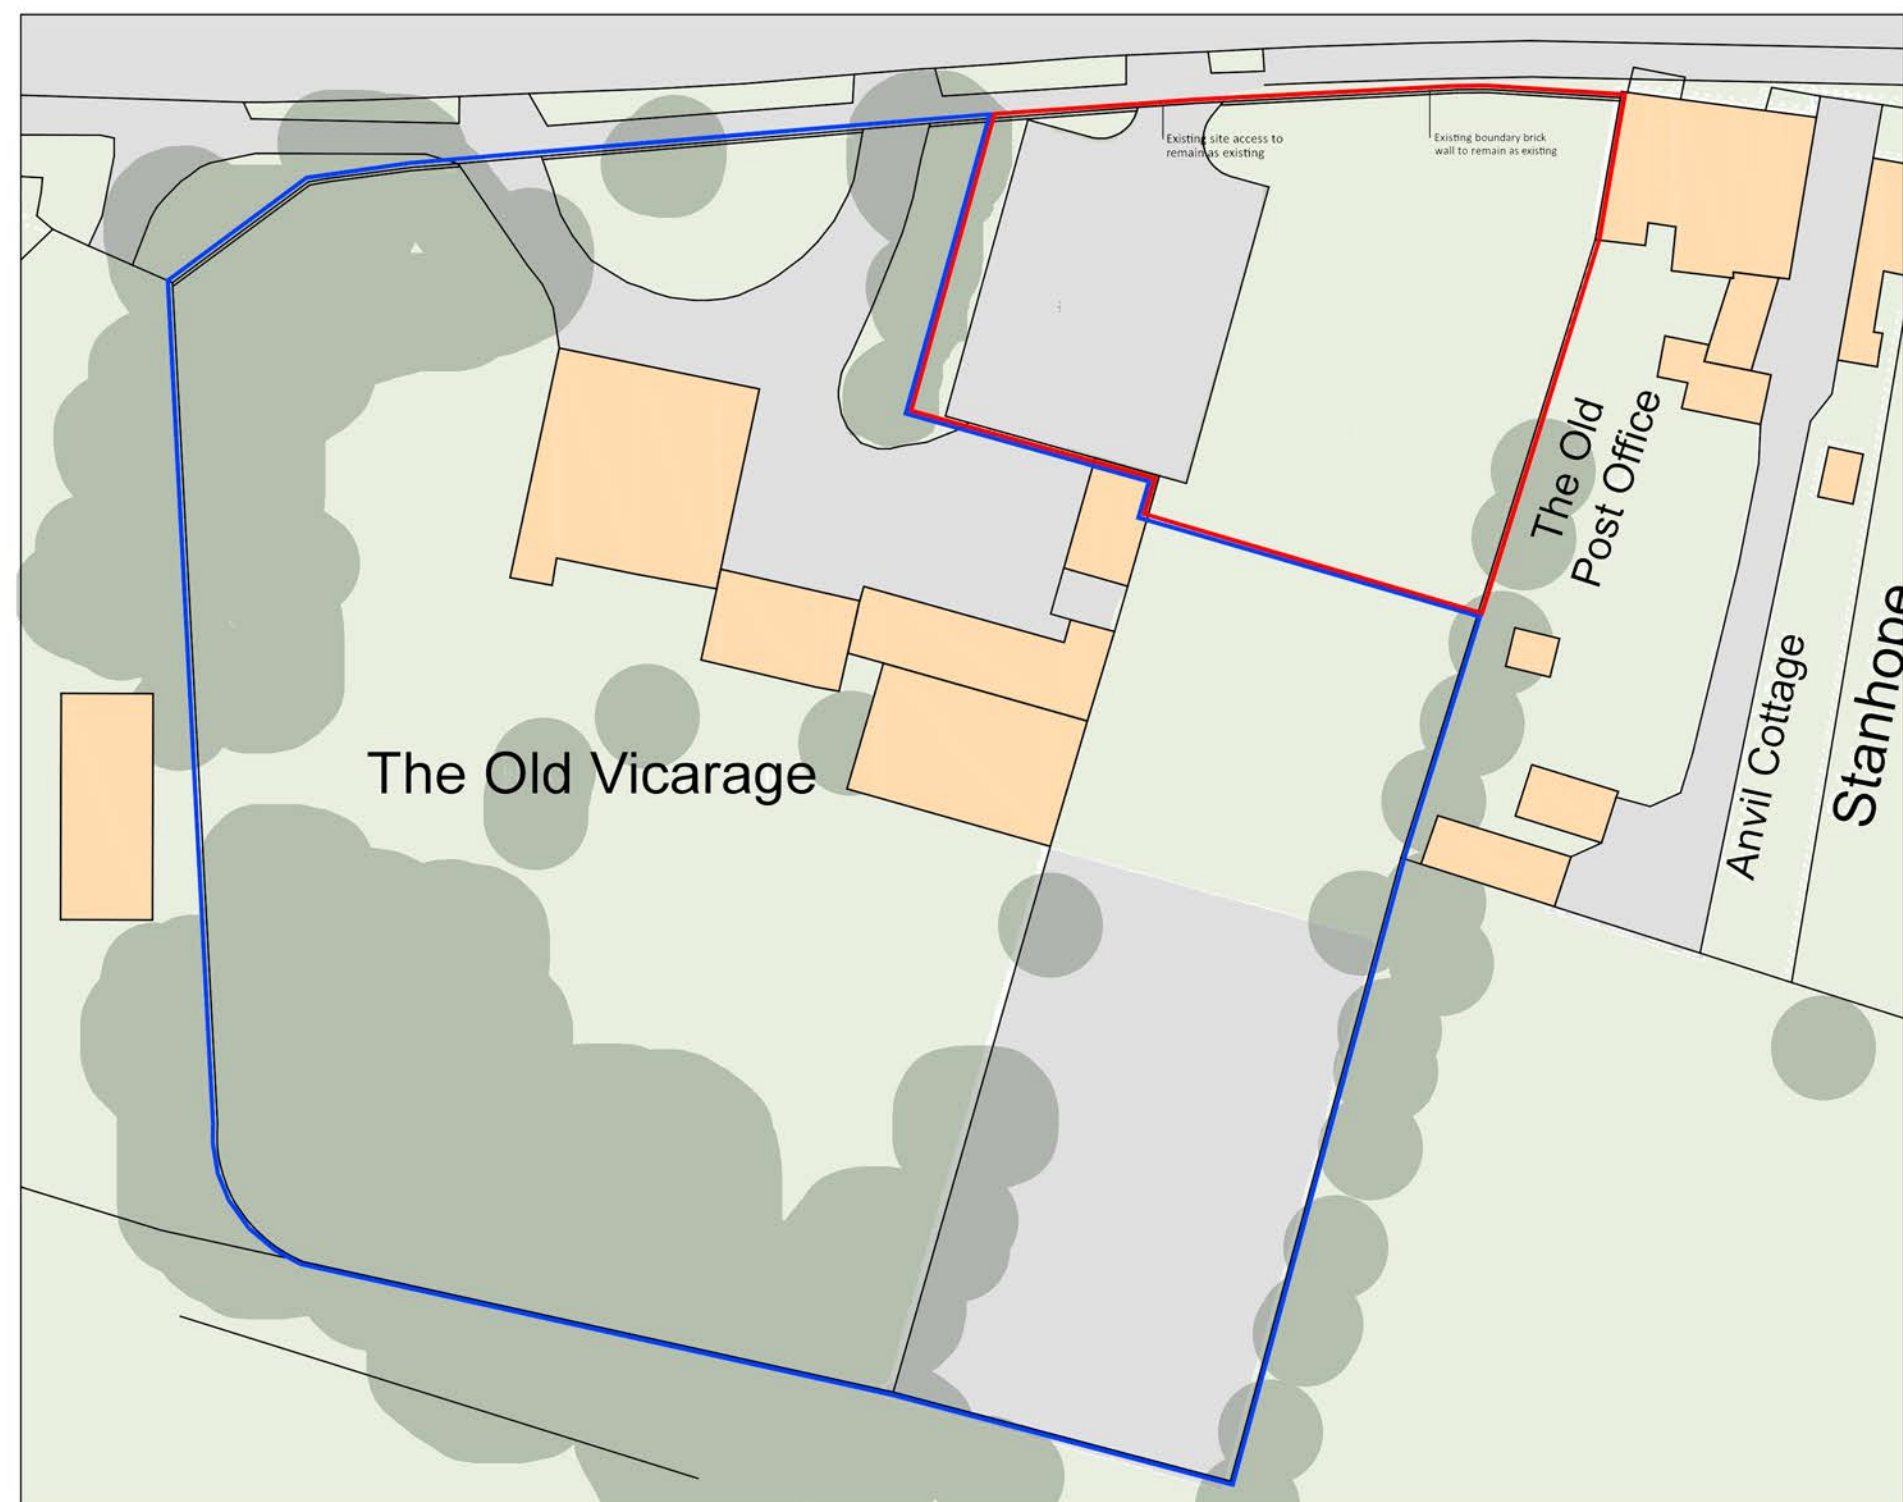 Existing site access to
remain as existing
Existing boundary brick
wall to remain as existing
The Old
Post Office
The Old Vicarage
Anvil Cottage
Stanhope